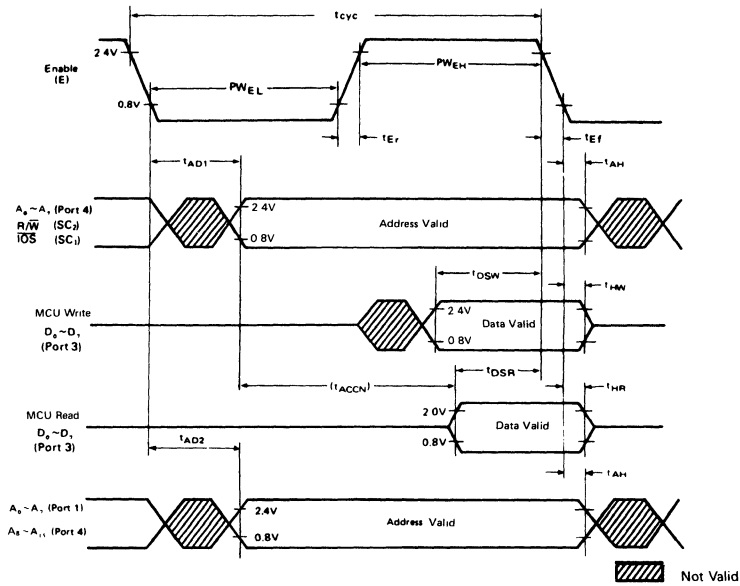 tcyc
2 4V
Enable
(E)
PWEL
PWEH
0.8V
tEr
tEf
tAD1
tAH
A₀~A₇ (Port 4)
R/W̅ (SC₂)
I̅O̅S̅ (SC₁)
2 4V
Address Valid
0 8V
tDSW
tHW
MCU Write
D₀~D₇
(Port 3)
2 4V
Data Valid
0 8V
(tACCN)
tDSR
tHR
MCU Read
D₀~D₇
(Port 3)
2 0V
Data Valid
0.8V
tAD2
tAH
A₀~A₇ (Port 1)
2.4V
Address Valid
A₈~A₁₁ (Port 4)
0.8V
Not Valid